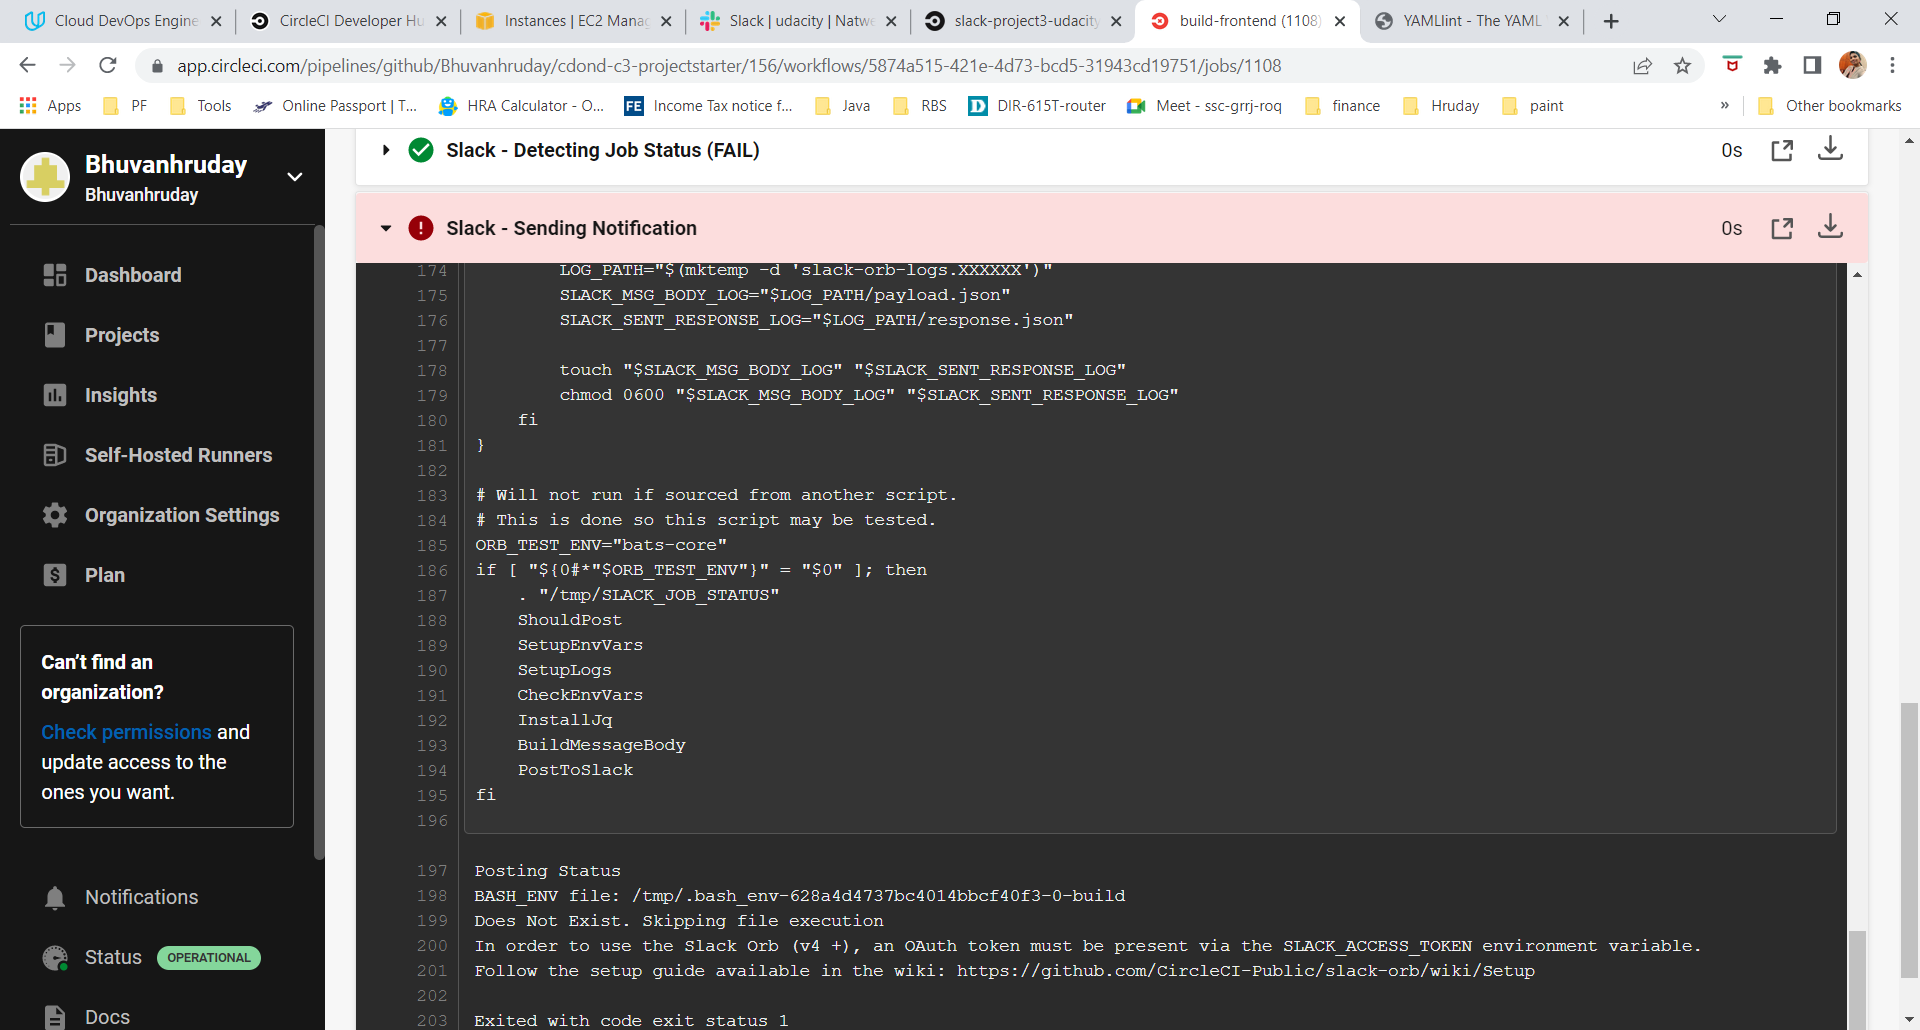 Cloud DevOps Engine
CircleCI Developer Hu
Instances | EC2 Manag
Slack | udacity | Natwe
slack-project3-udacity
build-frontend (1108)
YAMLlint - The YAML
app.circleci.com/pipelines/github/Bhuvanhruday/cdond-c3-projectstarter/156/workflows/5874a515-421e-4d73-bcd5-31943cd19751/jobs/1108
Apps
PF
Tools
Online Passport | T...
HRA Calculator - O...
FE Income Tax notice f...
Java
RBS
D DIR-615T-router
Meet - ssc-grrj-roq
finance
Hruday
paint
»
Other bookmarks
Bhuvanhruday
Bhuvanhruday
Dashboard
Projects
Insights
Self-Hosted Runners
Organization Settings
Plan
Can’t find an
organization?
Check permissions and
update access to the
ones you want.
Notifications
Status OPERATIONAL
Docs
Slack - Detecting Job Status (FAIL) 0s
Slack - Sending Notification 0s
174 LOG_PATH="$(mktemp -d 'slack-orb-logs.XXXXXX')"
175 SLACK_MSG_BODY_LOG="$LOG_PATH/payload.json"
176 SLACK_SENT_RESPONSE_LOG="$LOG_PATH/response.json"
177
178 touch "$SLACK_MSG_BODY_LOG" "$SLACK_SENT_RESPONSE_LOG"
179 chmod 0600 "$SLACK_MSG_BODY_LOG" "$SLACK_SENT_RESPONSE_LOG"
180 fi
181 }
182
183 # Will not run if sourced from another script.
184 # This is done so this script may be tested.
185 ORB_TEST_ENV="bats-core"
186 if [ "${0#*"$ORB_TEST_ENV"}" = "$0" ]; then
187 . "/tmp/SLACK_JOB_STATUS"
188 ShouldPost
189 SetupEnvVars
190 SetupLogs
191 CheckEnvVars
192 InstallJq
193 BuildMessageBody
194 PostToSlack
195 fi
196
197 Posting Status
198 BASH_ENV file: /tmp/.bash_env-628a4d4737bc4014bbcf40f3-0-build
199 Does Not Exist. Skipping file execution
200 In order to use the Slack Orb (v4 +), an OAuth token must be present via the SLACK_ACCESS_TOKEN environment variable.
201 Follow the setup guide available in the wiki: https://github.com/CircleCI-Public/slack-orb/wiki/Setup
202
203 Exited with code exit status 1